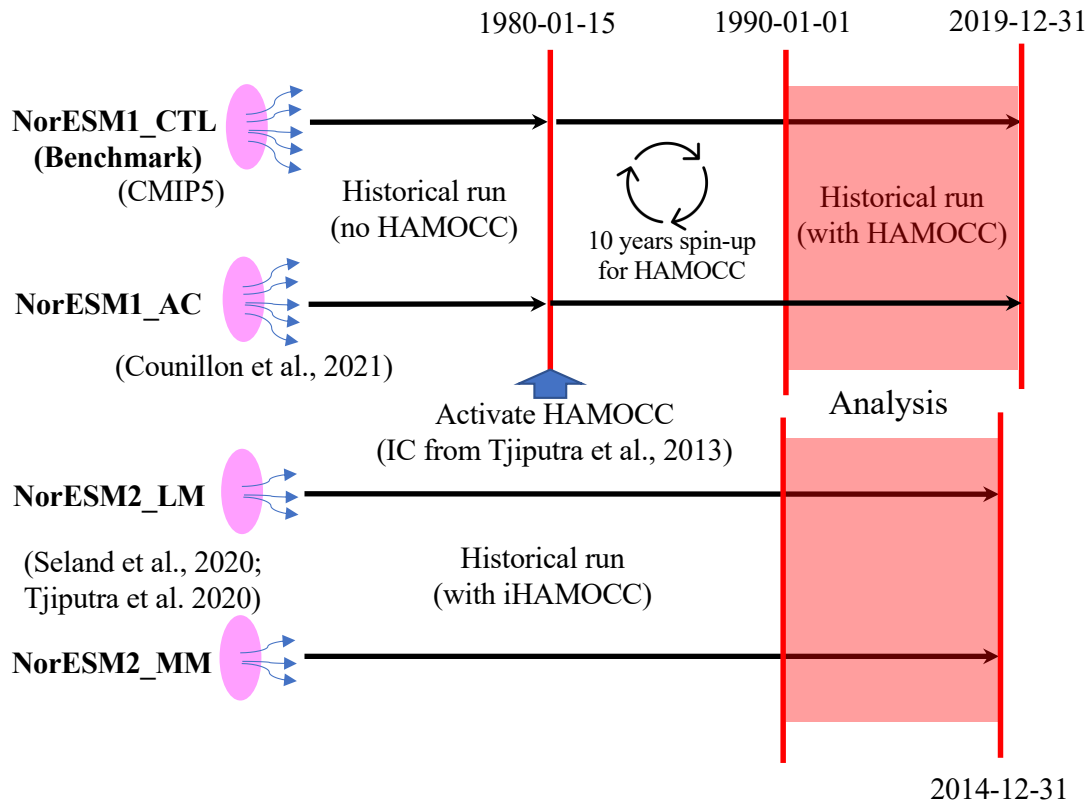 1980-01-15
1990-01-01
2019-12-31
NorESM1_CTL
(Benchmark)
(CMIP5)
Historical run
(no HAMOCC)
10 years spin-up
for HAMOCC
Historical run
(with HAMOCC)
NorESM1_AC
(Counillon et al., 2021)
Activate HAMOCC
(IC from Tjiputra et al., 2013)
Analysis
NorESM2_LM
(Seland et al., 2020;
Tjiputra et al. 2020)
Historical run
(with iHAMOCC)
NorESM2_MM
2014-12-31